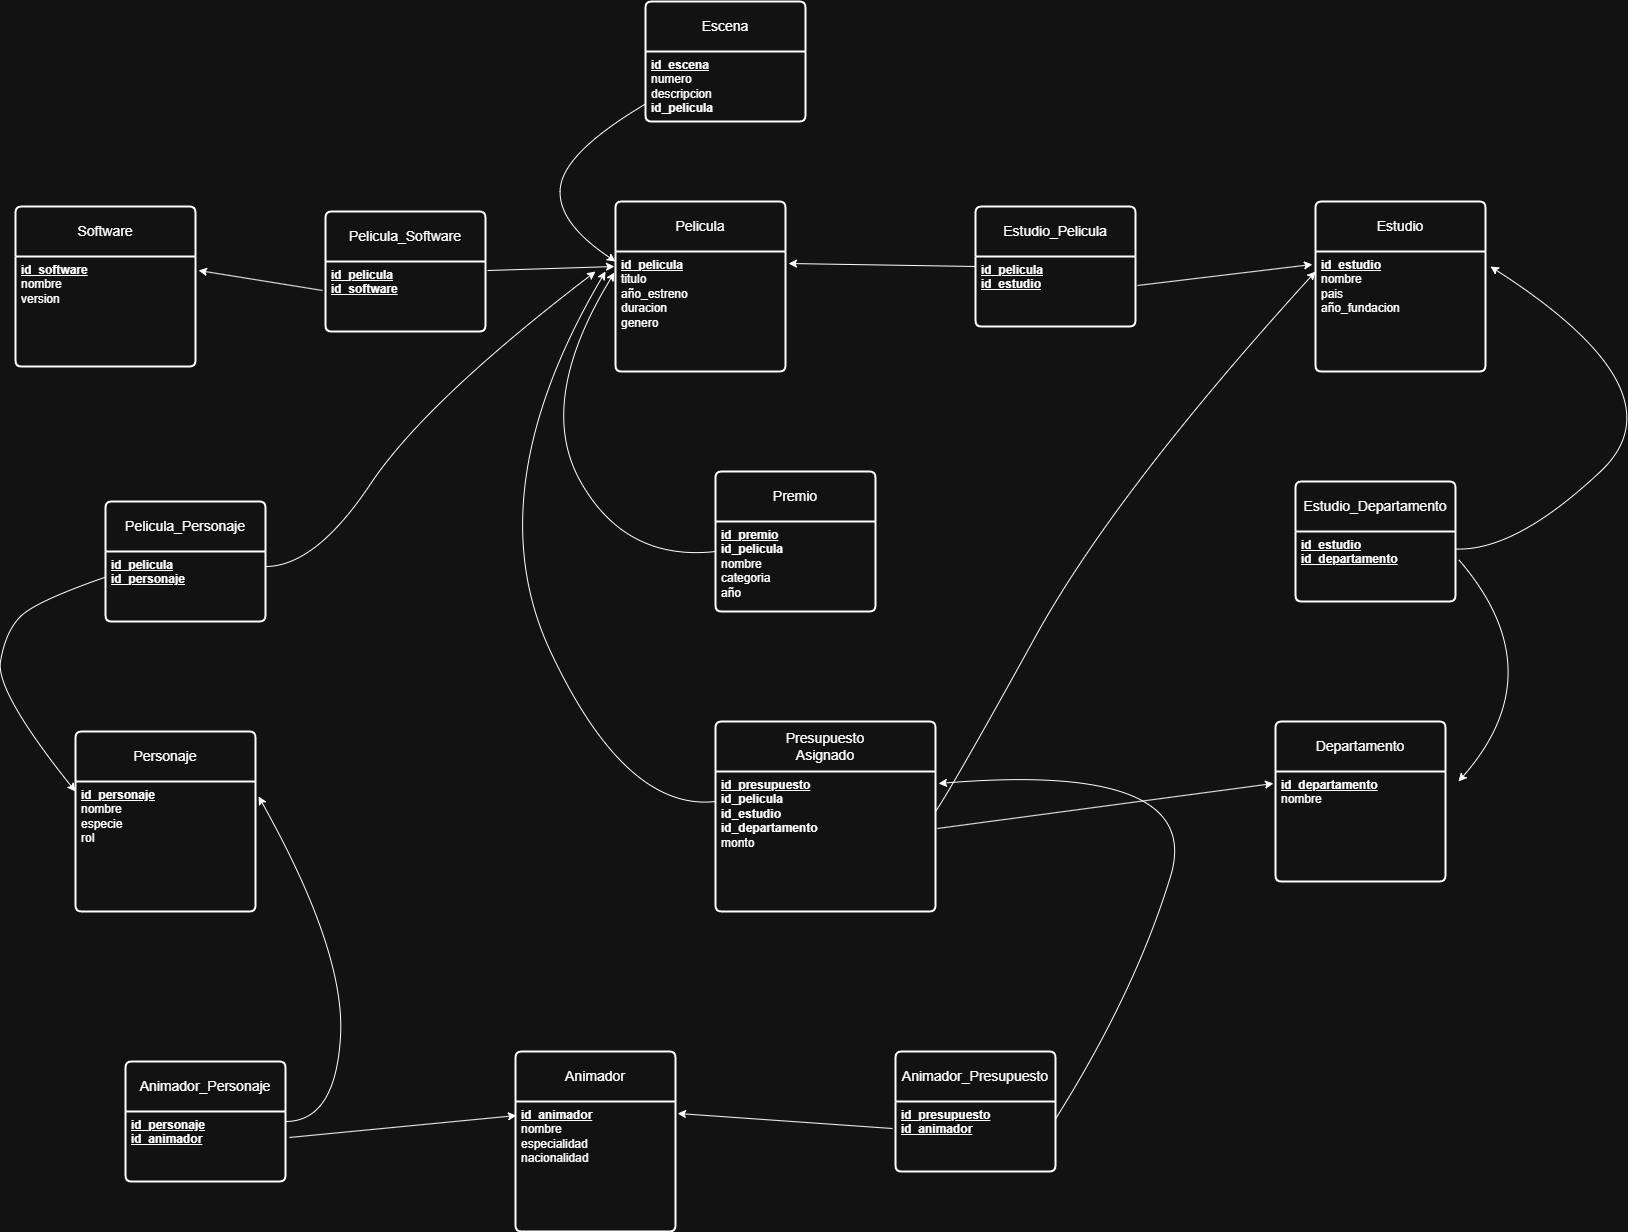 Escena
id_escena
numero
descripcion
id_pelicula
Software
id_software
nombre
version
Pelicula_Software
id_pelicula
id_software
Pelicula
id_pelicula
titulo
año_estreno
duracion
genero
Estudio_Pelicula
id_pelicula
id_estudio
Estudio
id_estudio
nombre
pais
año_fundacion
Pelicula_Personaje
id_pelicula
id_personaje
Premio
id_premio
id_pelicula
nombre
categoria
año
Estudio_Departamento
id_estudio
id_departamento
Personaje
id_personaje
nombre
especie
rol
Presupuesto
Asignado
id_presupuesto
id_pelicula
id_estudio
id_departamento
monto
Departamento
id_departamento
nombre
Animador_Personaje
id_personaje
id_animador
Animador
id_animador
nombre
especialidad
nacionalidad
Animador_Presupuesto
id_presupuesto
id_animador